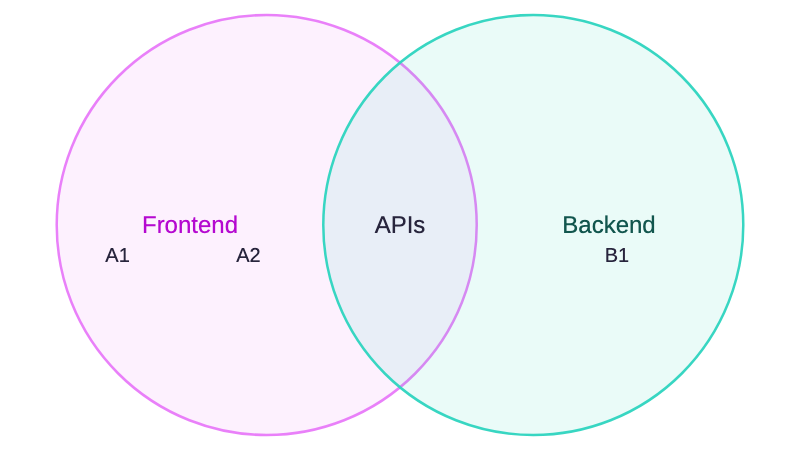 Frontend
A1 A2
APIs
Backend
B1